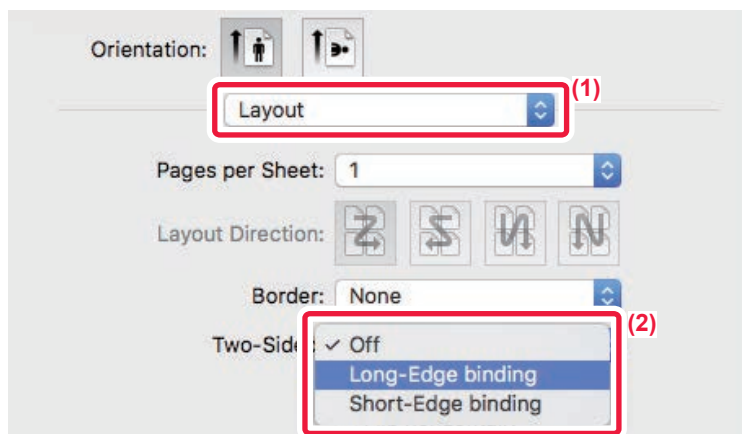 Orientation:
(1)
Layout
Pages per Sheet: 1
Layout Direction:
Border: None
(2)
Two-Side : ✓ Off
Long-Edge binding
Short-Edge binding